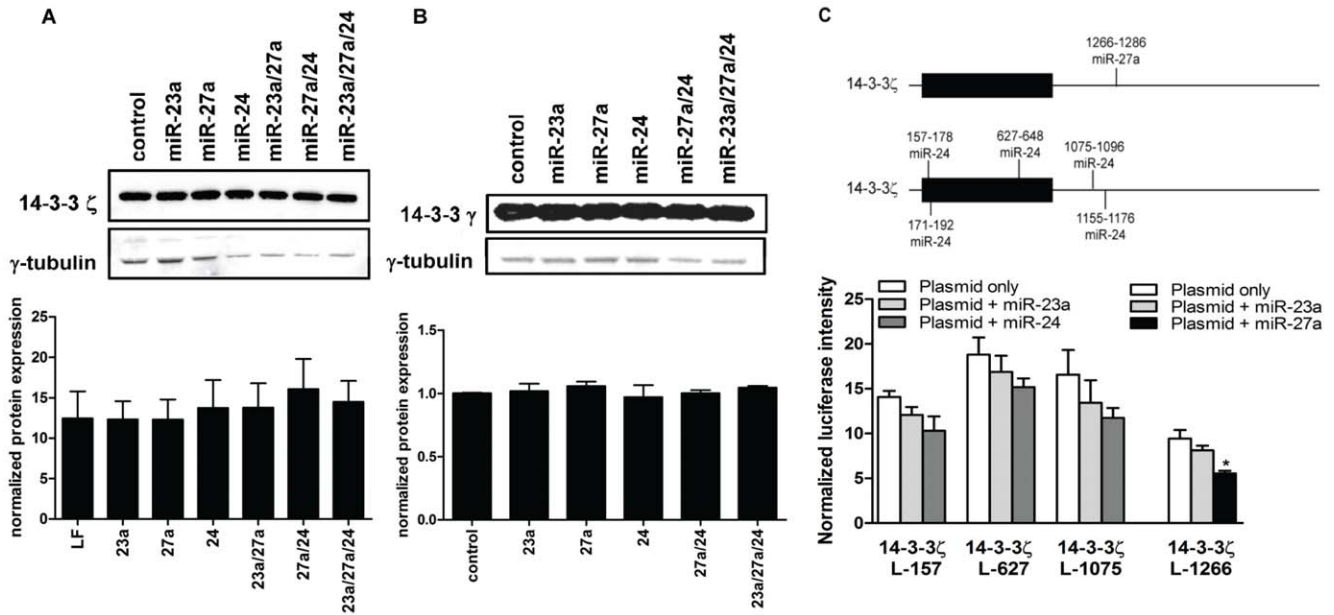 A
control
miR-23a
miR-27a
miR-24
miR-23a/27a
miR-27a/24
miR-23a/27a/24
14-3-3 ζ
γ-tubulin
normalized protein expression
25
20
15
10
5
0
LF
23a
27a
24
23a/27a
27a/24
23a/27a/24
B
control
miR-23a
miR-27a
miR-24
miR-27a/24
miR-23a/27a/24
14-3-3 γ
γ-tubulin
normalized protein expression
1.5
1.0
0.5
0.0
control
23a
27a
24
27a/24
23a/27a/24
C
1266-1286
miR-27a
14-3-3ζ
157-178
miR-24
627-648
miR-24
1075-1096
miR-24
14-3-3ζ
171-192
miR-24
1155-1176
miR-24
Plasmid only
Plasmid + miR-23a
Plasmid + miR-24
Plasmid only
Plasmid + miR-23a
Plasmid + miR-27a
Normalized luciferase intensity
25
20
15
10
5
0
*
14-3-3ζ
L-157
14-3-3ζ
L-627
14-3-3ζ
L-1075
14-3-3ζ
L-1266